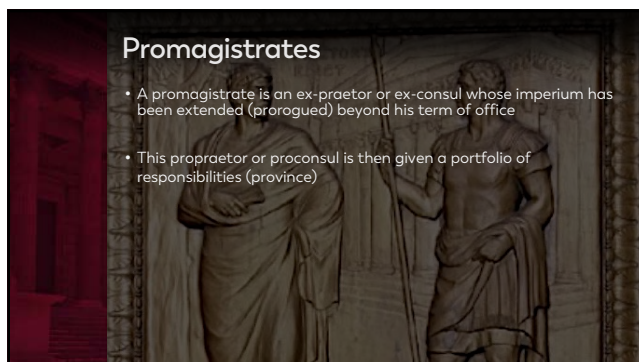 Promagistrates
• A promagistrate is an ex-praetor or ex-consul whose imperium has
been extended (prorogued) beyond his term of office
• This propraetor or proconsul is then given a portfolio of
responsibilities (province)